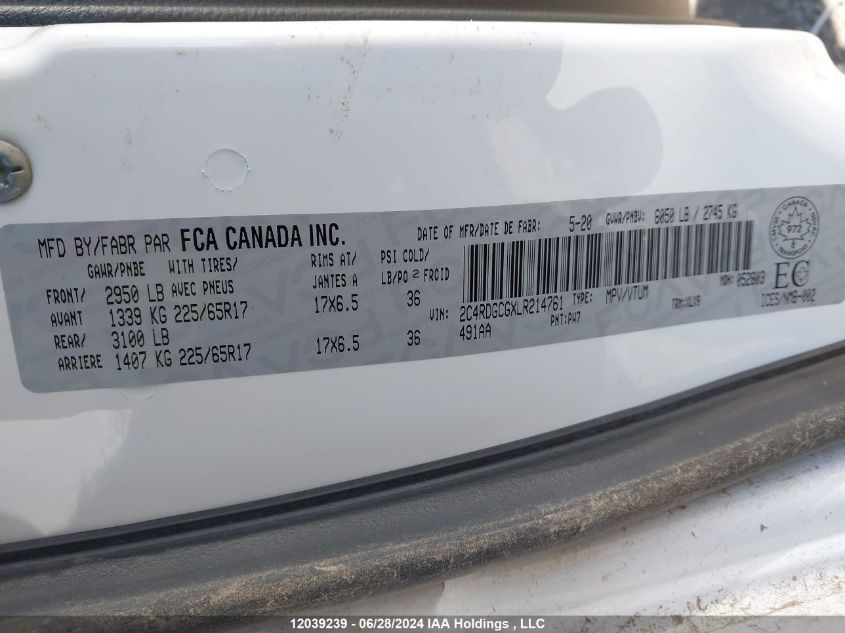 MFD BY/FABR PAR FCA CANADA INC. DATE OF MFR/DATE DE FABR: 5-20 GVWR/PNBV: 6050 LB / 2745 KG
GAWR/PNBE WITH TIRES/ RIMS AT/ PSI COLD/
AVEC PNEUS JANTES A LB/PO2 FROID
FRONT/ 2950 LB
AVANT 1339 KG 225/65R17 17X6.5 36
REAR/ 3100 LB
ARRIERE 1407 KG 225/65R17 17X6.5 36
VIN: 2C4RDGCGXLR214761 TYPE: MPV/VTUM MDH: 052803
491AA PNT: PW7
CANADA
972
EC
ICES/NMB-002
12039239 - 06/28/2024 IAA Holdings , LLC